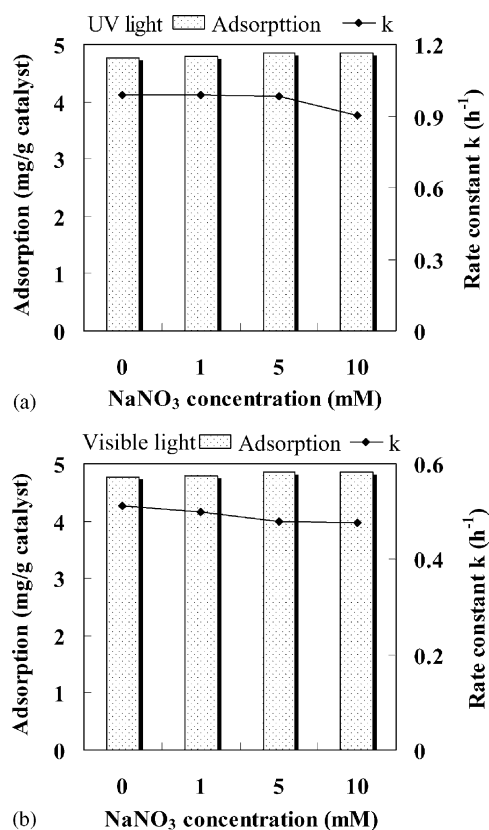 (a)
UV light Adsorpttion k
Adsorption (mg/g catalyst)
5
4
3
2
1
0
Rate constant k (h⁻¹)
1.2
0.9
0.6
0.3
0
0 1 5 10
NaNO₃ concentration (mM)
Visible light Adsorption k
Adsorption (mg/g catalyst)
5
4
3
2
1
0
Rate constant k (h⁻¹)
0.6
0.4
0.2
0
0 1 5 10
(b) NaNO₃ concentration (mM)